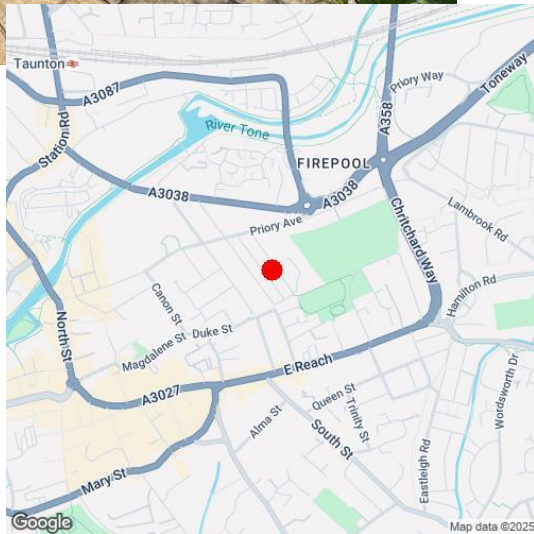 Taunton
A3087
Station Rd
River Tone
A358
Priory Way
Toneway
FIREPOOL
A3038
A3038
Priory Ave
Chritchard Way
Lambrook Rd
Hamilton Rd
North St
Canon St
Magdalene St
Duke St
A3027
E Reach
Queen St
Trinity St
Alma St
South St
Wordsworth Dr
Eastleigh Rd
Mary St
Google
Map data ©2025